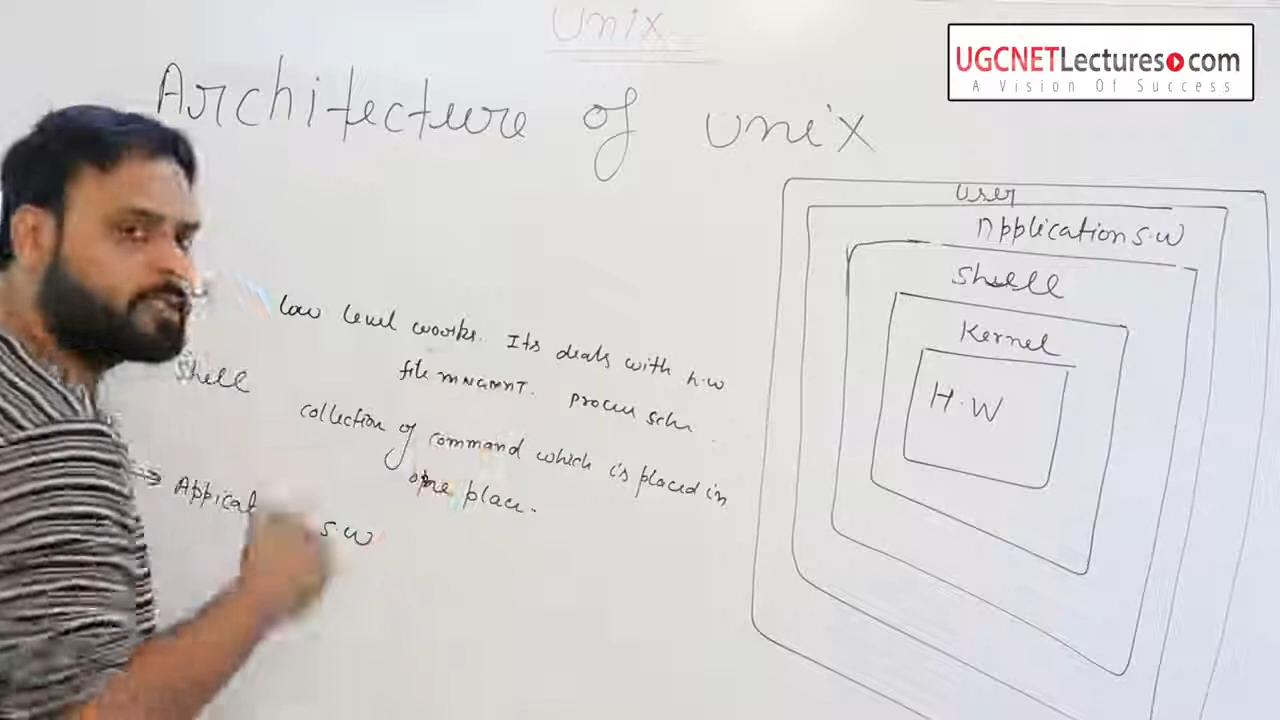 Unix
UGCNETLectures.com
A Vision Of Success
Architecture of Unix
low level works. Its deals with h.w
file MNGMNT. process sch.
Shell
collection of command which is placed in
one place.
S.W
User
Application S.W
Shell
Kernel
H.W